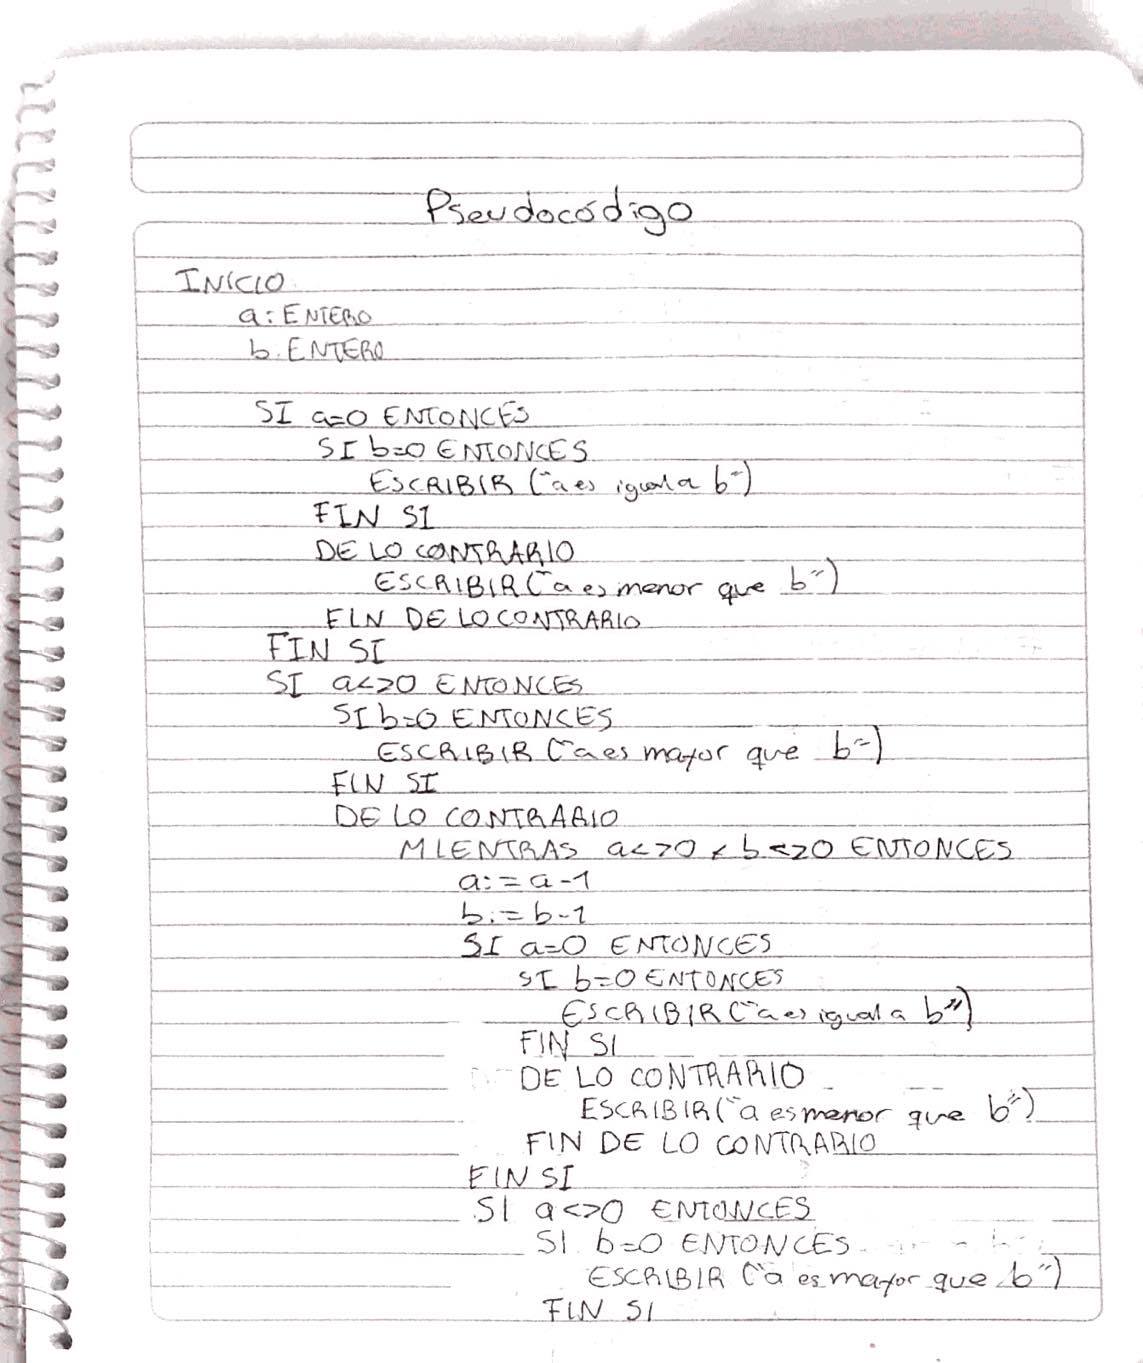 Pseudocódigo
INICIO
a: ENTERO
b: ENTERO
SI a=0 ENTONCES
SI b=0 ENTONCES
ESCRIBIR ("a es igual a b")
FIN SI
DE LO CONTRARIO
ESCRIBIR ("a es menor que b")
FIN DE LO CONTRARIO
FIN SI
SI a<>0 ENTONCES
SI b=0 ENTONCES
ESCRIBIR ("a es mayor que b")
FIN SI
DE LO CONTRARIO
MIENTRAS a<>0 y b<>0 ENTONCES
a:=a-1
b:=b-1
SI a=0 ENTONCES
SI b=0 ENTONCES
ESCRIBIR ("a es igual a b")
FIN SI
DE LO CONTRARIO
ESCRIBIR ("a es menor que b")
FIN DE LO CONTRARIO
FIN SI
SI a<>0 ENTONCES
SI b=0 ENTONCES
ESCRIBIR ("a es mayor que b")
FIN SI